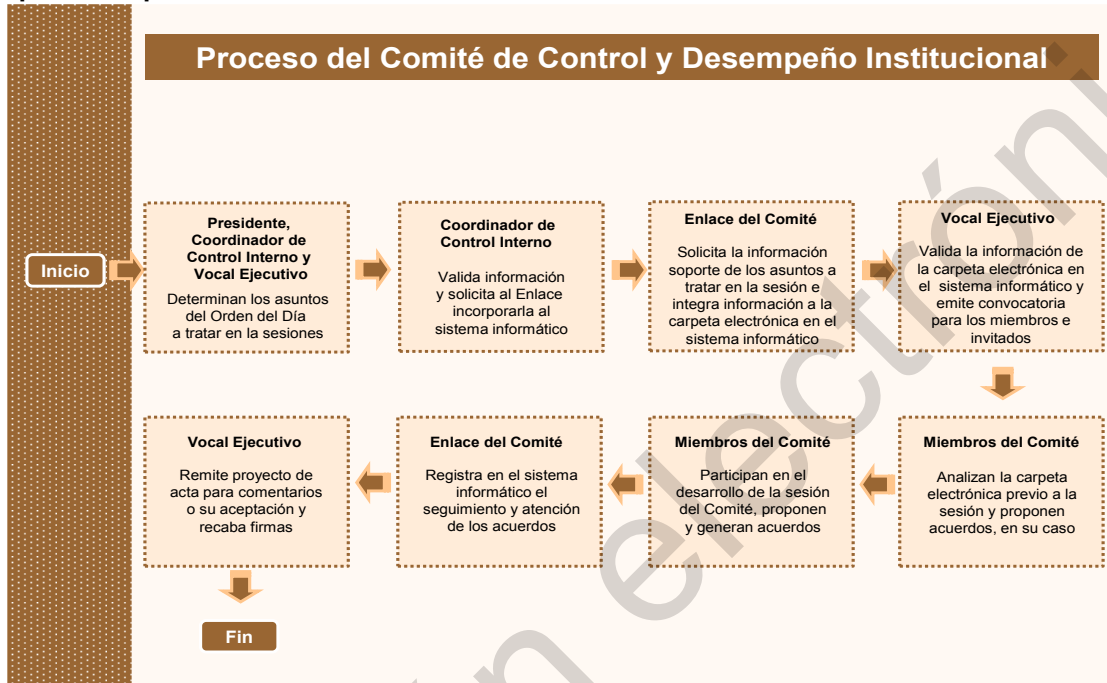 Proceso del Comité de Control y Desempeño Institucional
Inicio
Presidente,
Coordinador de
Control Interno y
Vocal Ejecutivo
Determinan los asuntos
del Orden del Día
a tratar en la sesiones
Coordinador de
Control Interno
Valida información
y solicita al Enlace
incorporarla al
sistema informático
Enlace del Comité
Solicita la información
soporte de los asuntos a
tratar en la sesión e
integra información a la
carpeta electrónica en el
sistema informático
Vocal Ejecutivo
Valida la información de
la carpeta electrónica en
el sistema informático y
emite convocatoria
para los miembros e
invitados
Miembros del Comité
Analizan la carpeta
electrónica previo a la
sesión y proponen
acuerdos, en su caso
Miembros del Comité
Participan en el
desarrollo de la sesión
del Comité, proponen
y generan acuerdos
Enlace del Comité
Registra en el sistema
informático el
seguimiento y atención
de los acuerdos
Vocal Ejecutivo
Remite proyecto de
acta para comentarios
o su aceptación y
recaba firmas
Fin